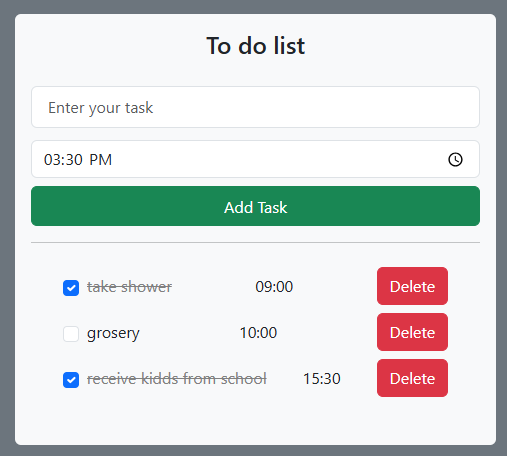 To do list
Enter your task
03:30 PM
Add Task
take shower 09:00 Delete
grosery 10:00 Delete
receive kidds from school 15:30 Delete